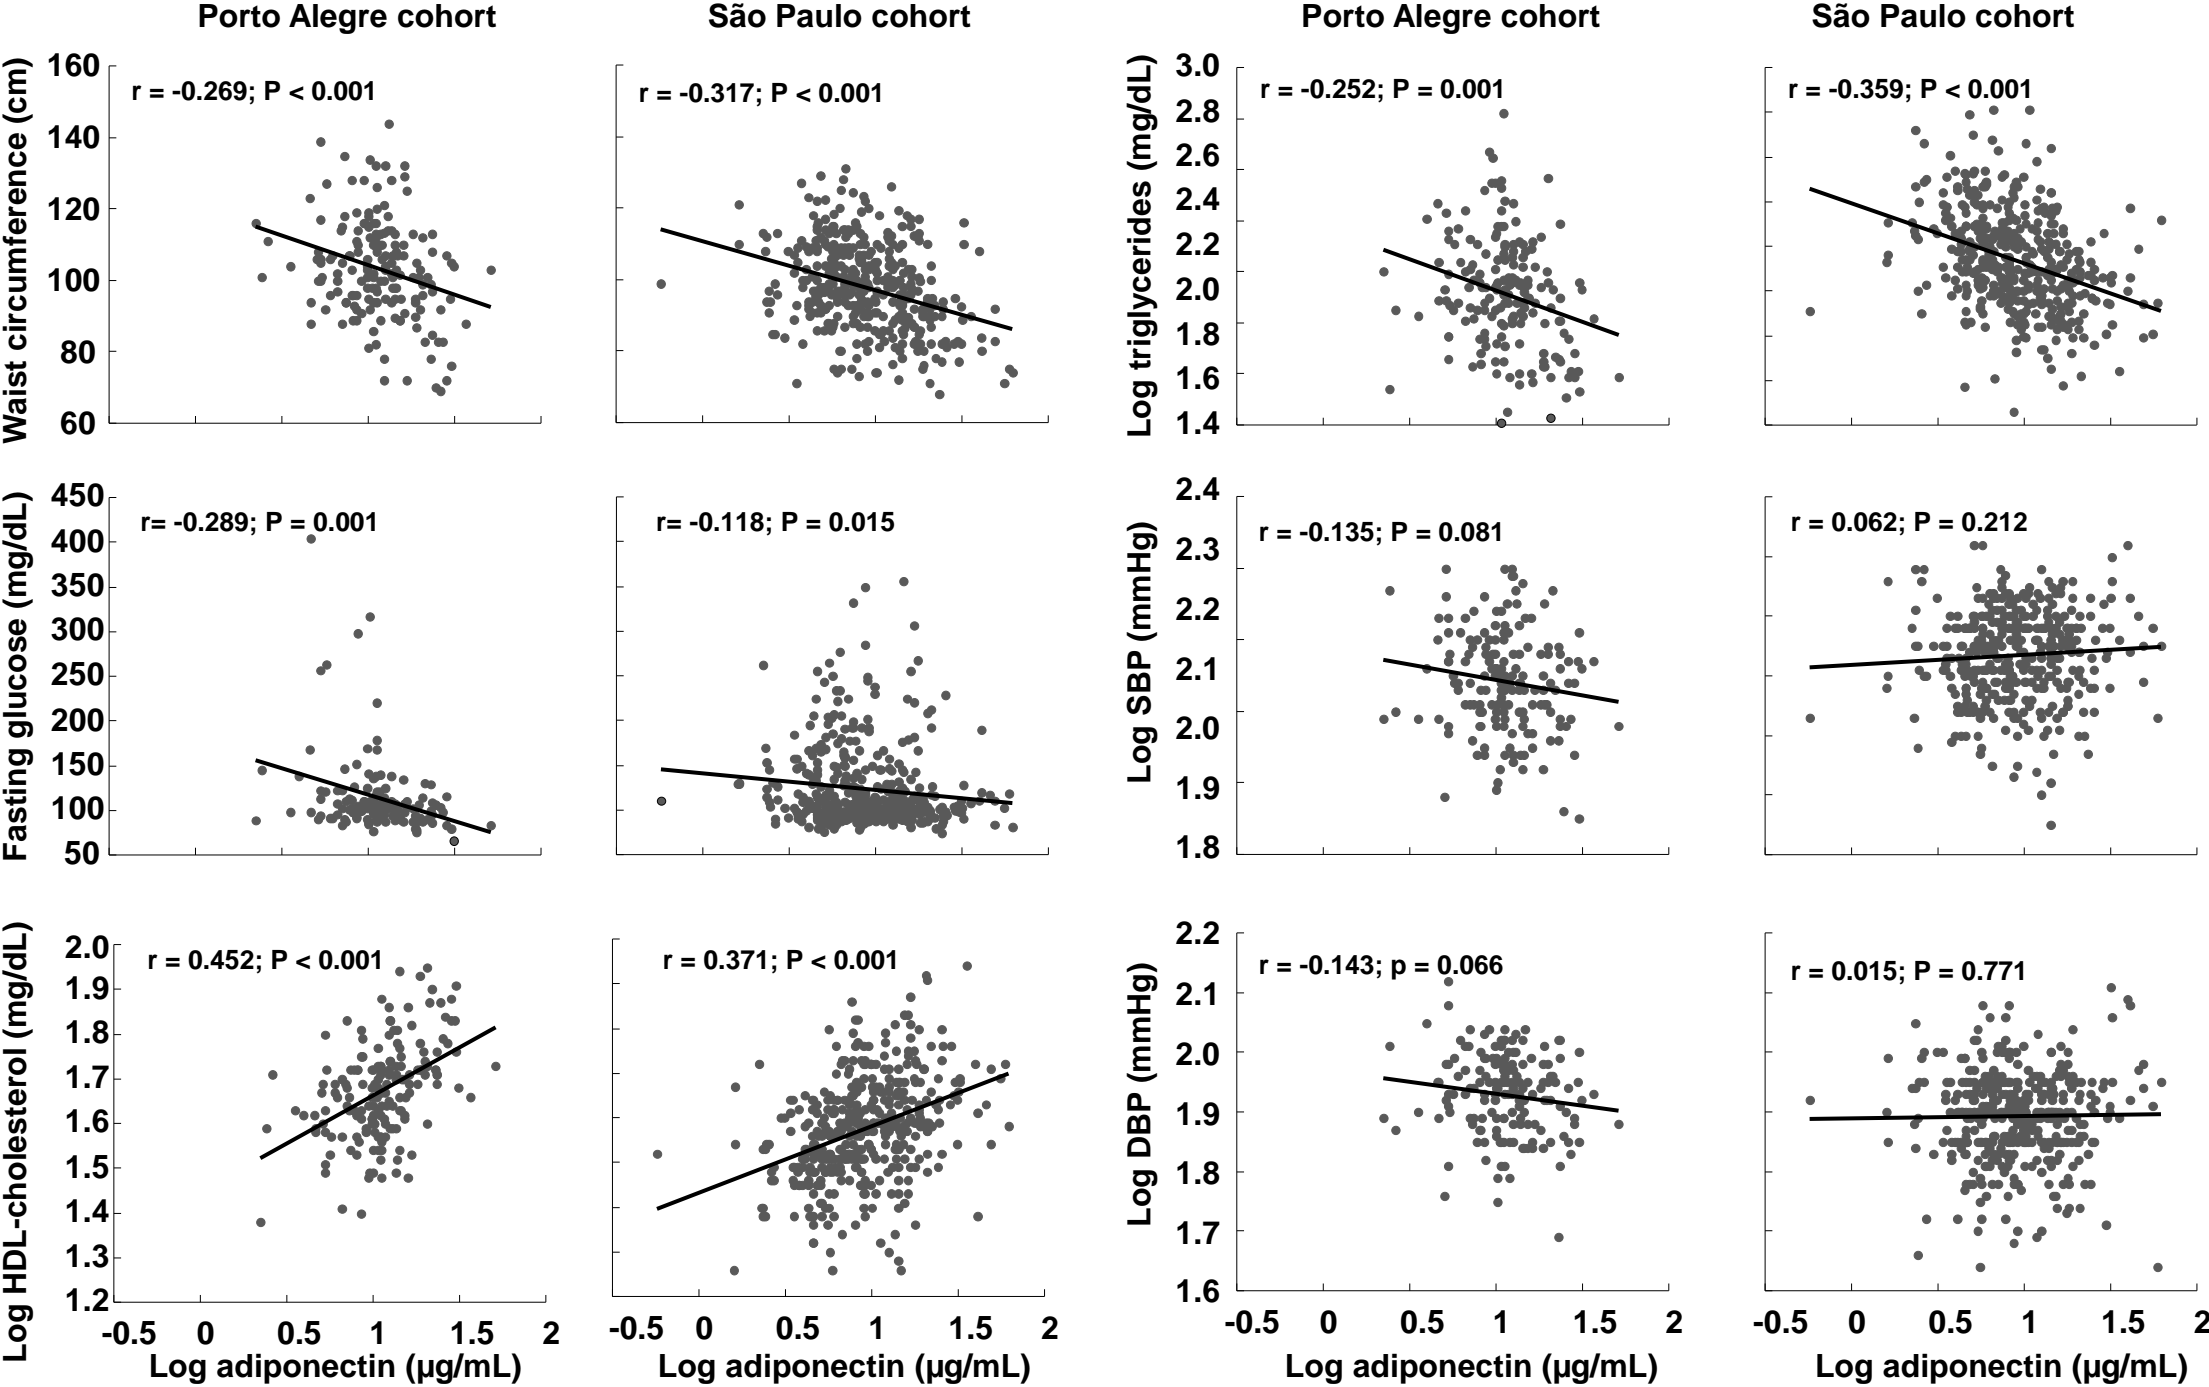 Porto Alegre cohort
São Paulo cohort
Porto Alegre cohort
São Paulo cohort
Waist circumference (cm)
160
140
120
100
80
60
r = -0.269; P < 0.001
r = -0.317; P < 0.001
Log triglycerides (mg/dL)
3.0
2.8
2.6
2.4
2.2
2.0
1.8
1.6
1.4
r = -0.252; P = 0.001
r = -0.359; P < 0.001
Fasting glucose (mg/dL)
450
400
350
300
250
200
150
100
50
r= -0.289; P = 0.001
r= -0.118; P = 0.015
Log SBP (mmHg)
2.4
2.3
2.2
2.1
2.0
1.9
1.8
r = -0.135; P = 0.081
r = 0.062; P = 0.212
Log HDL-cholesterol (mg/dL)
2.0
1.9
1.8
1.7
1.6
1.5
1.4
1.3
1.2
r = 0.452; P < 0.001
r = 0.371; P < 0.001
Log DBP (mmHg)
2.2
2.1
2.0
1.9
1.8
1.7
1.6
r = -0.143; p = 0.066
r = 0.015; P = 0.771
-0.5 0 0.5 1 1.5 2
-0.5 0 0.5 1 1.5 2
-0.5 0 0.5 1 1.5 2
-0.5 0 0.5 1 1.5 2
Log adiponectin (µg/mL)
Log adiponectin (µg/mL)
Log adiponectin (µg/mL)
Log adiponectin (µg/mL)